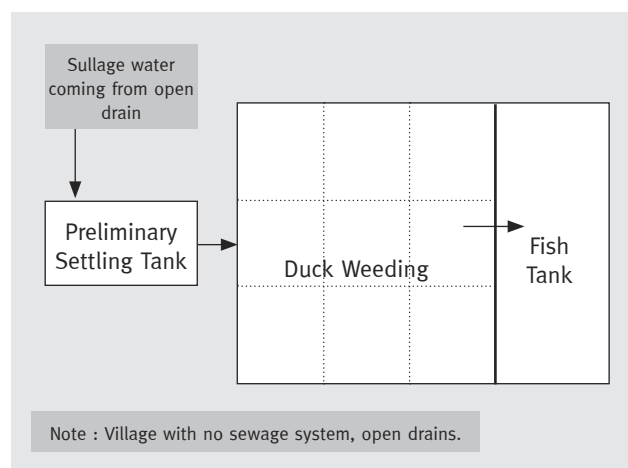 Sullage water
coming from open
drain
Preliminary
Settling Tank
Duck Weeding
Fish
Tank
Note : Village with no sewage system, open drains.